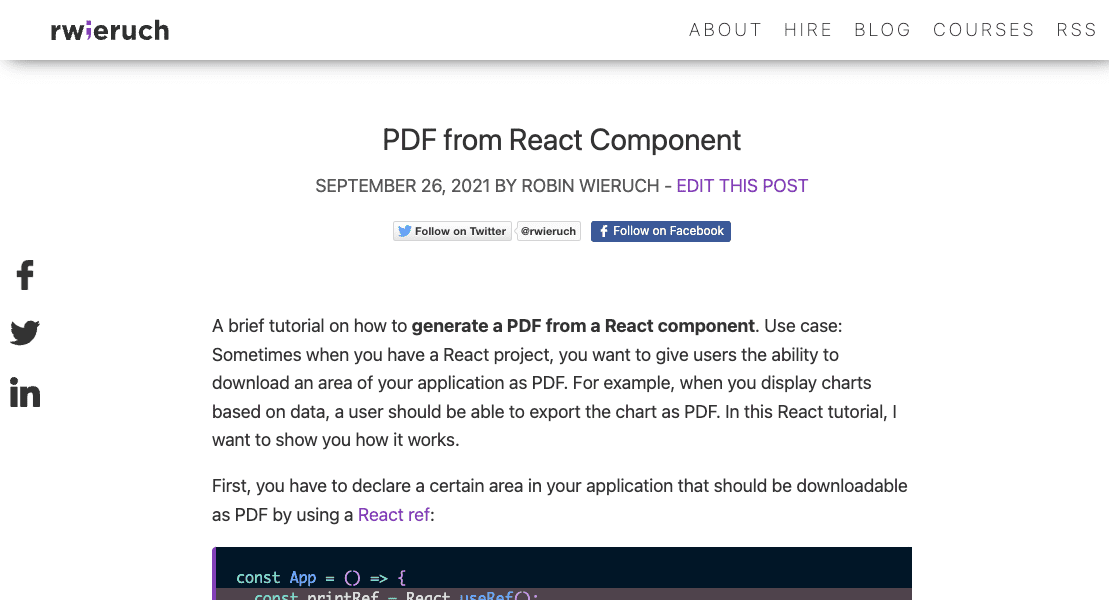 rwieruch
ABOUT HIRE BLOG COURSES RSS
PDF from React Component
SEPTEMBER 26, 2021 BY ROBIN WIERUCH - EDIT THIS POST
Follow on Twitter @rwieruch Follow on Facebook
A brief tutorial on how to generate a PDF from a React component. Use case:
Sometimes when you have a React project, you want to give users the ability to
download an area of your application as PDF. For example, when you display charts
based on data, a user should be able to export the chart as PDF. In this React tutorial, I
want to show you how it works.
First, you have to declare a certain area in your application that should be downloadable
as PDF by using a React ref:
const App = () => {
const printRef = React.useRef();